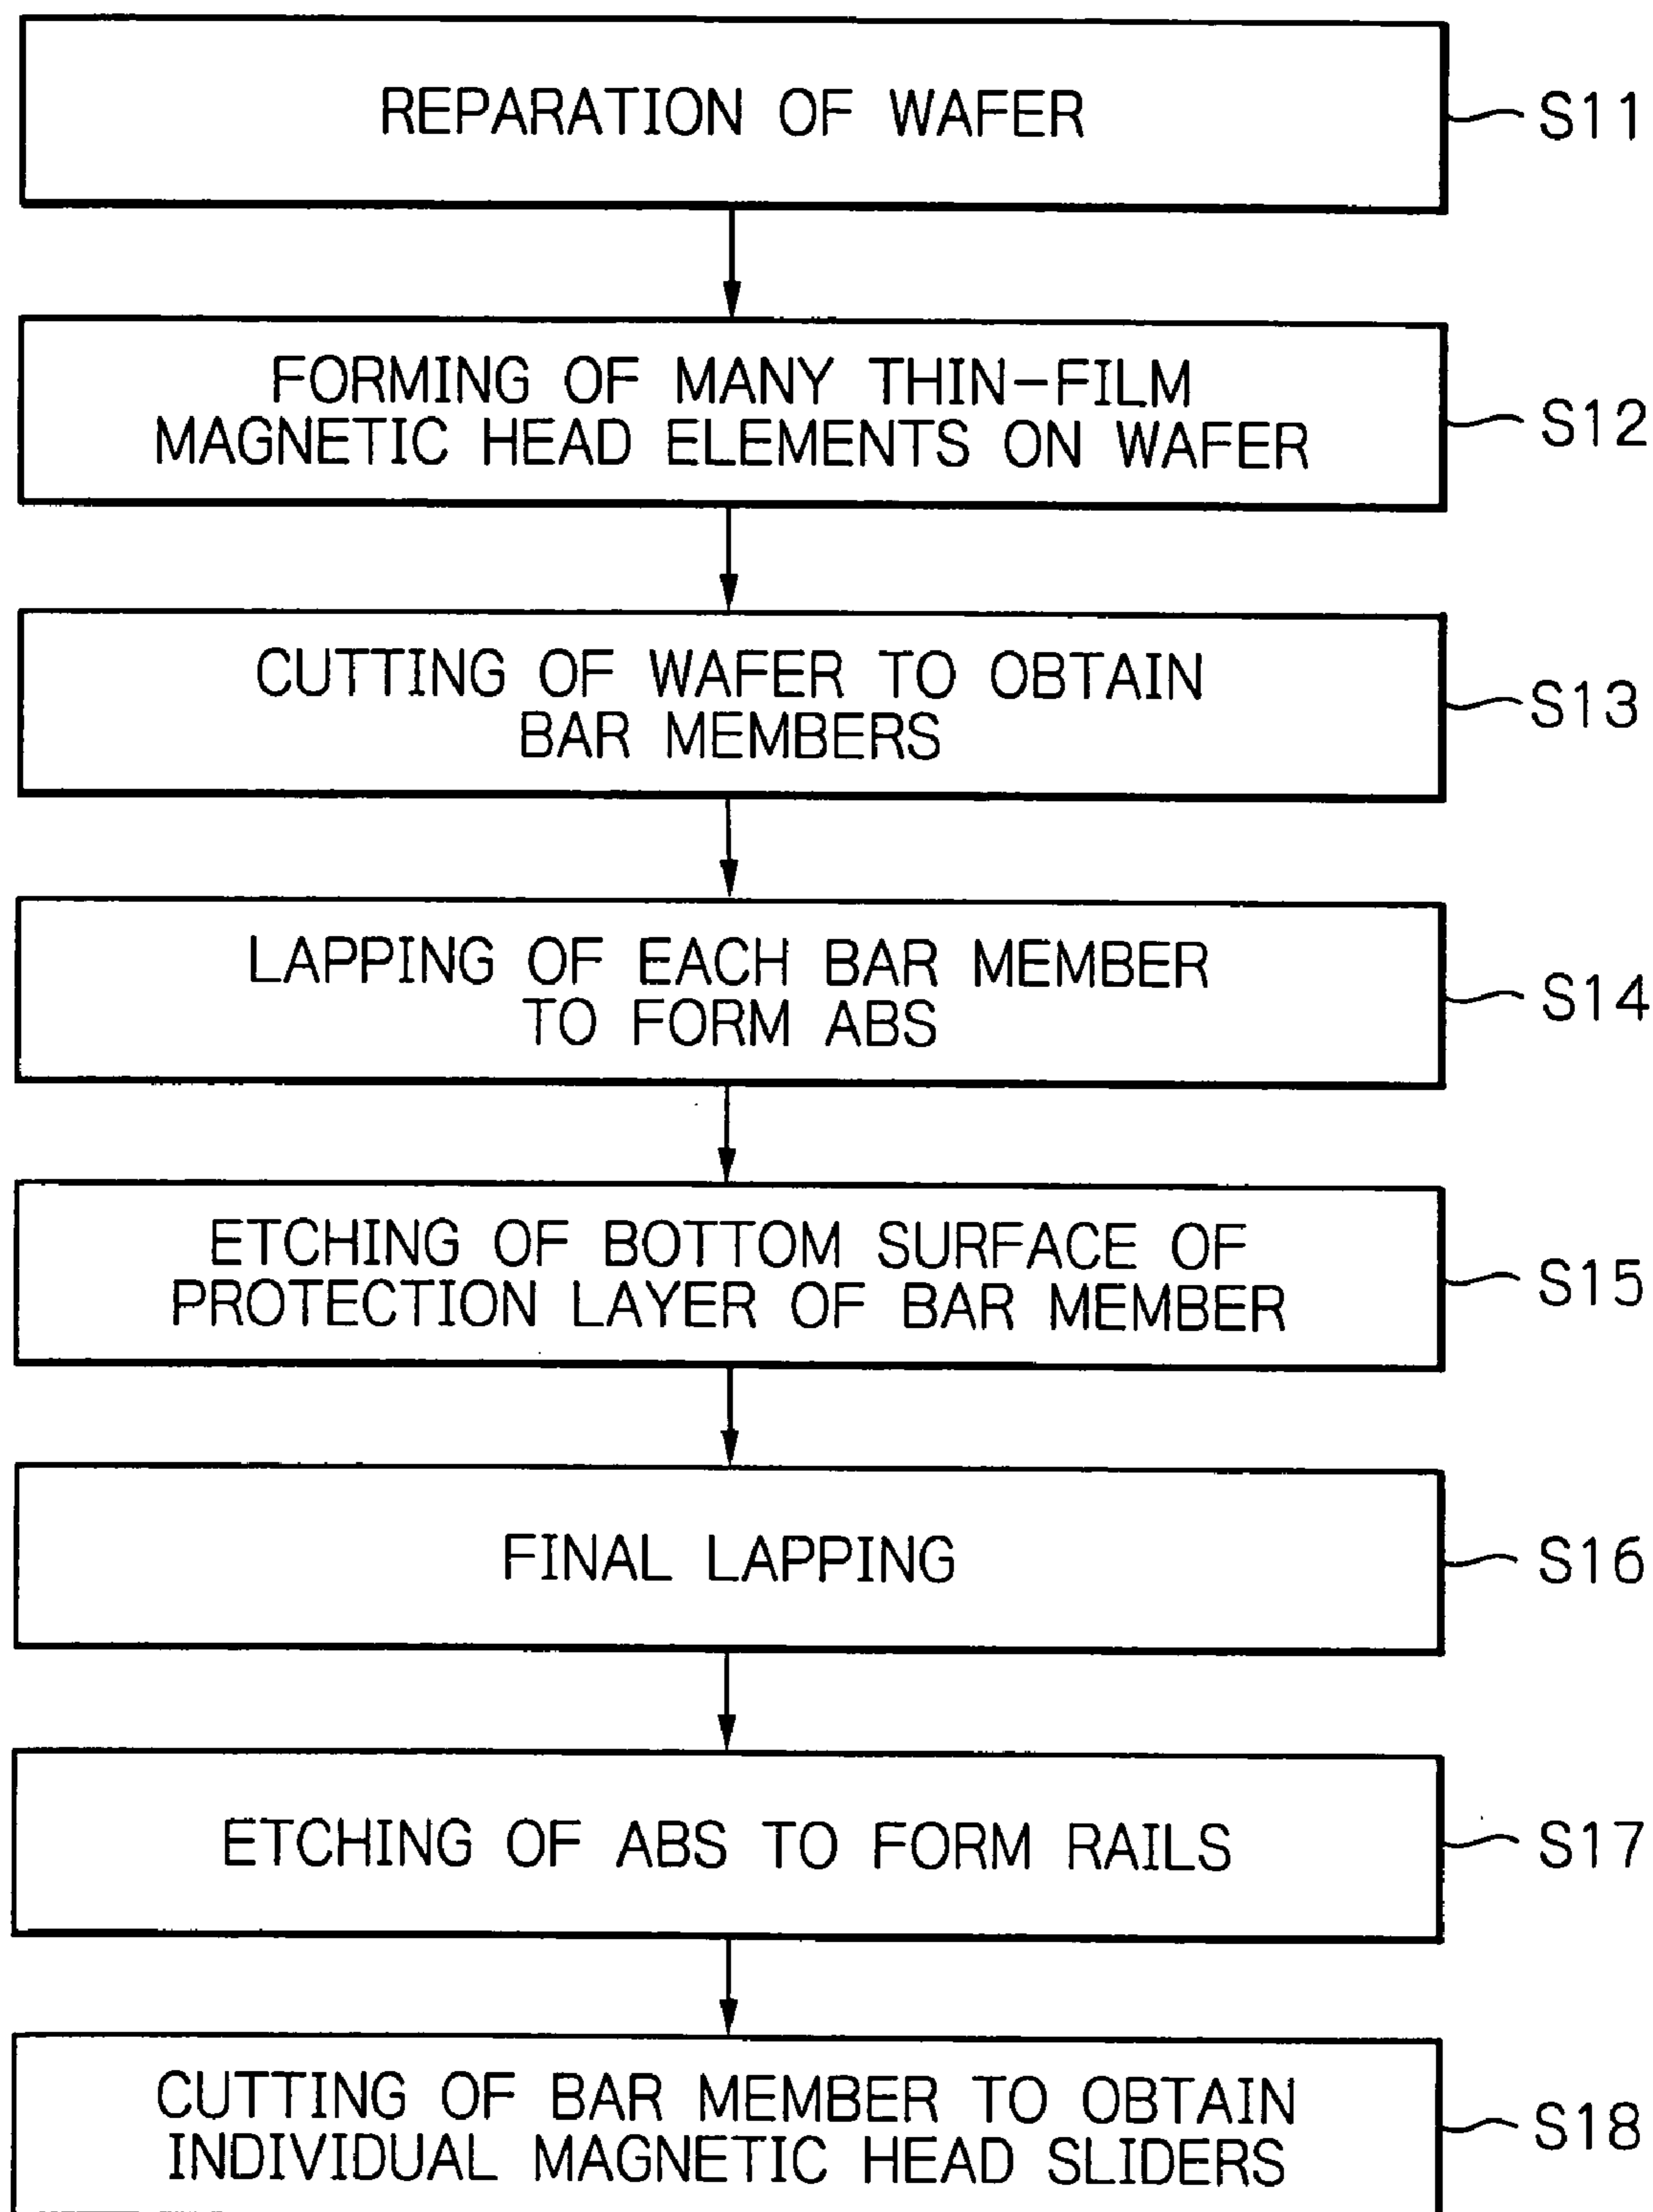 REPARATION OF WAFER
S11
FORMING OF MANY THIN-FILM
MAGNETIC HEAD ELEMENTS ON WAFER
S12
CUTTING OF WAFER TO OBTAIN
BAR MEMBERS
S13
LAPPING OF EACH BAR MEMBER
TO FORM ABS
S14
ETCHING OF BOTTOM SURFACE OF
PROTECTION LAYER OF BAR MEMBER
S15
FINAL LAPPING
S16
ETCHING OF ABS TO FORM RAILS
S17
CUTTING OF BAR MEMBER TO OBTAIN
INDIVIDUAL MAGNETIC HEAD SLIDERS
S18